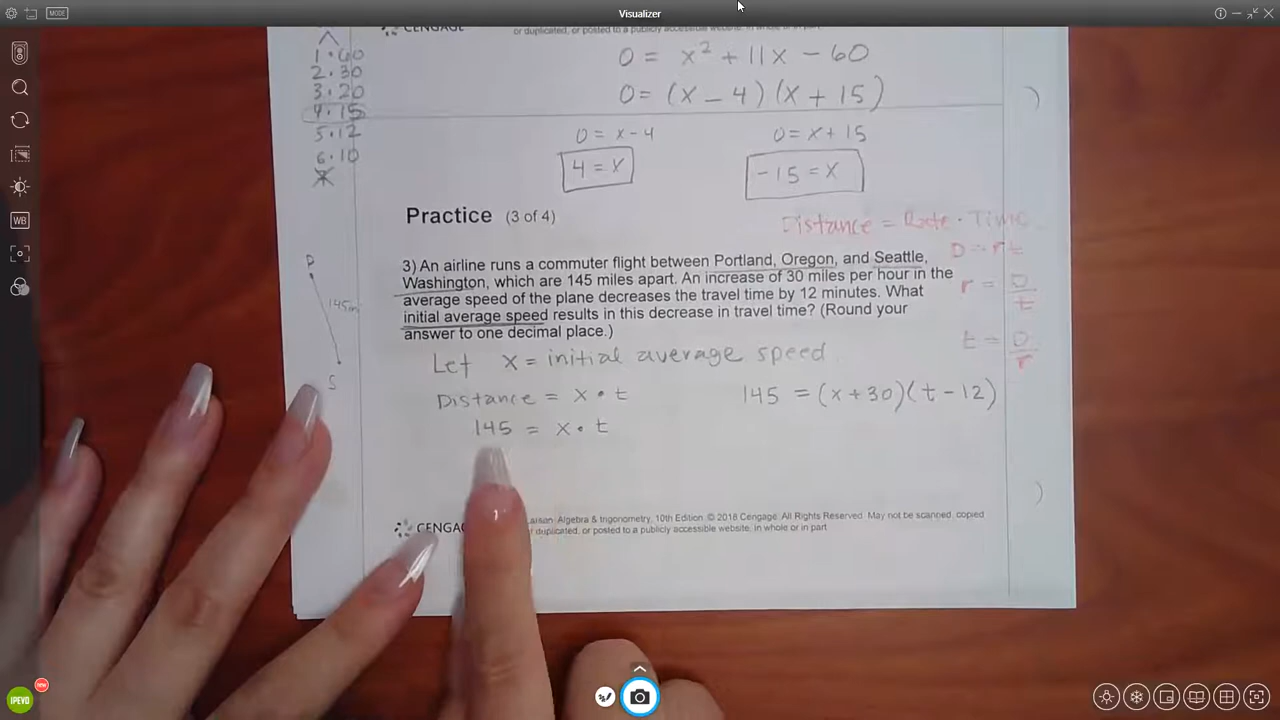 MODE
Visualizer
CENGAGE
or duplicated, or posted to a publicly accessible website, in whole or in part
1·60
2·30
3·20
4·15
5·12
6·10
0 = x² + 11x - 60
0 = (x - 4)(x + 15)
0 = x - 4
0 = x + 15
4 = x
-15 = x
Practice (3 of 4)
Distance = Rate · Time
D = rt
r = D/t
t = D/r
3) An airline runs a commuter flight between Portland, Oregon, and Seattle,
Washington, which are 145 miles apart. An increase of 30 miles per hour in the
average speed of the plane decreases the travel time by 12 minutes. What
initial average speed results in this decrease in travel time? (Round your
answer to one decimal place.)
P
145m
S
Let x = initial average speed
Distance = x · t
145 = (x + 30)(t - 12)
145 = x · t
CENGA
Larson, Algebra & Trigonometry, 10th Edition. © 2018 Cengage. All Rights Reserved. May not be scanned, copied
or duplicated, or posted to a publicly accessible website, in whole or in part
IPEVO
new
WB